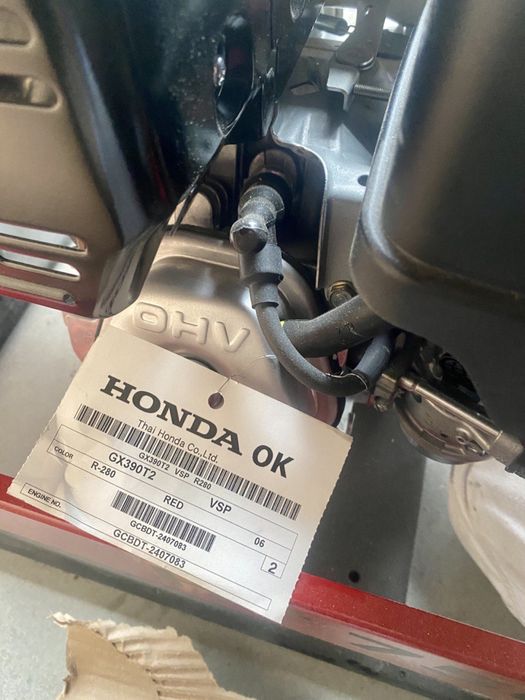 OHV
HONDA OK
Thai Honda Co., Ltd.
GX390T2 VSP R280
GX390T2 VSP 06
COLOR R-280 RED 2
ENGINE NO. GCBDT-2407083
GCBDT-2407083